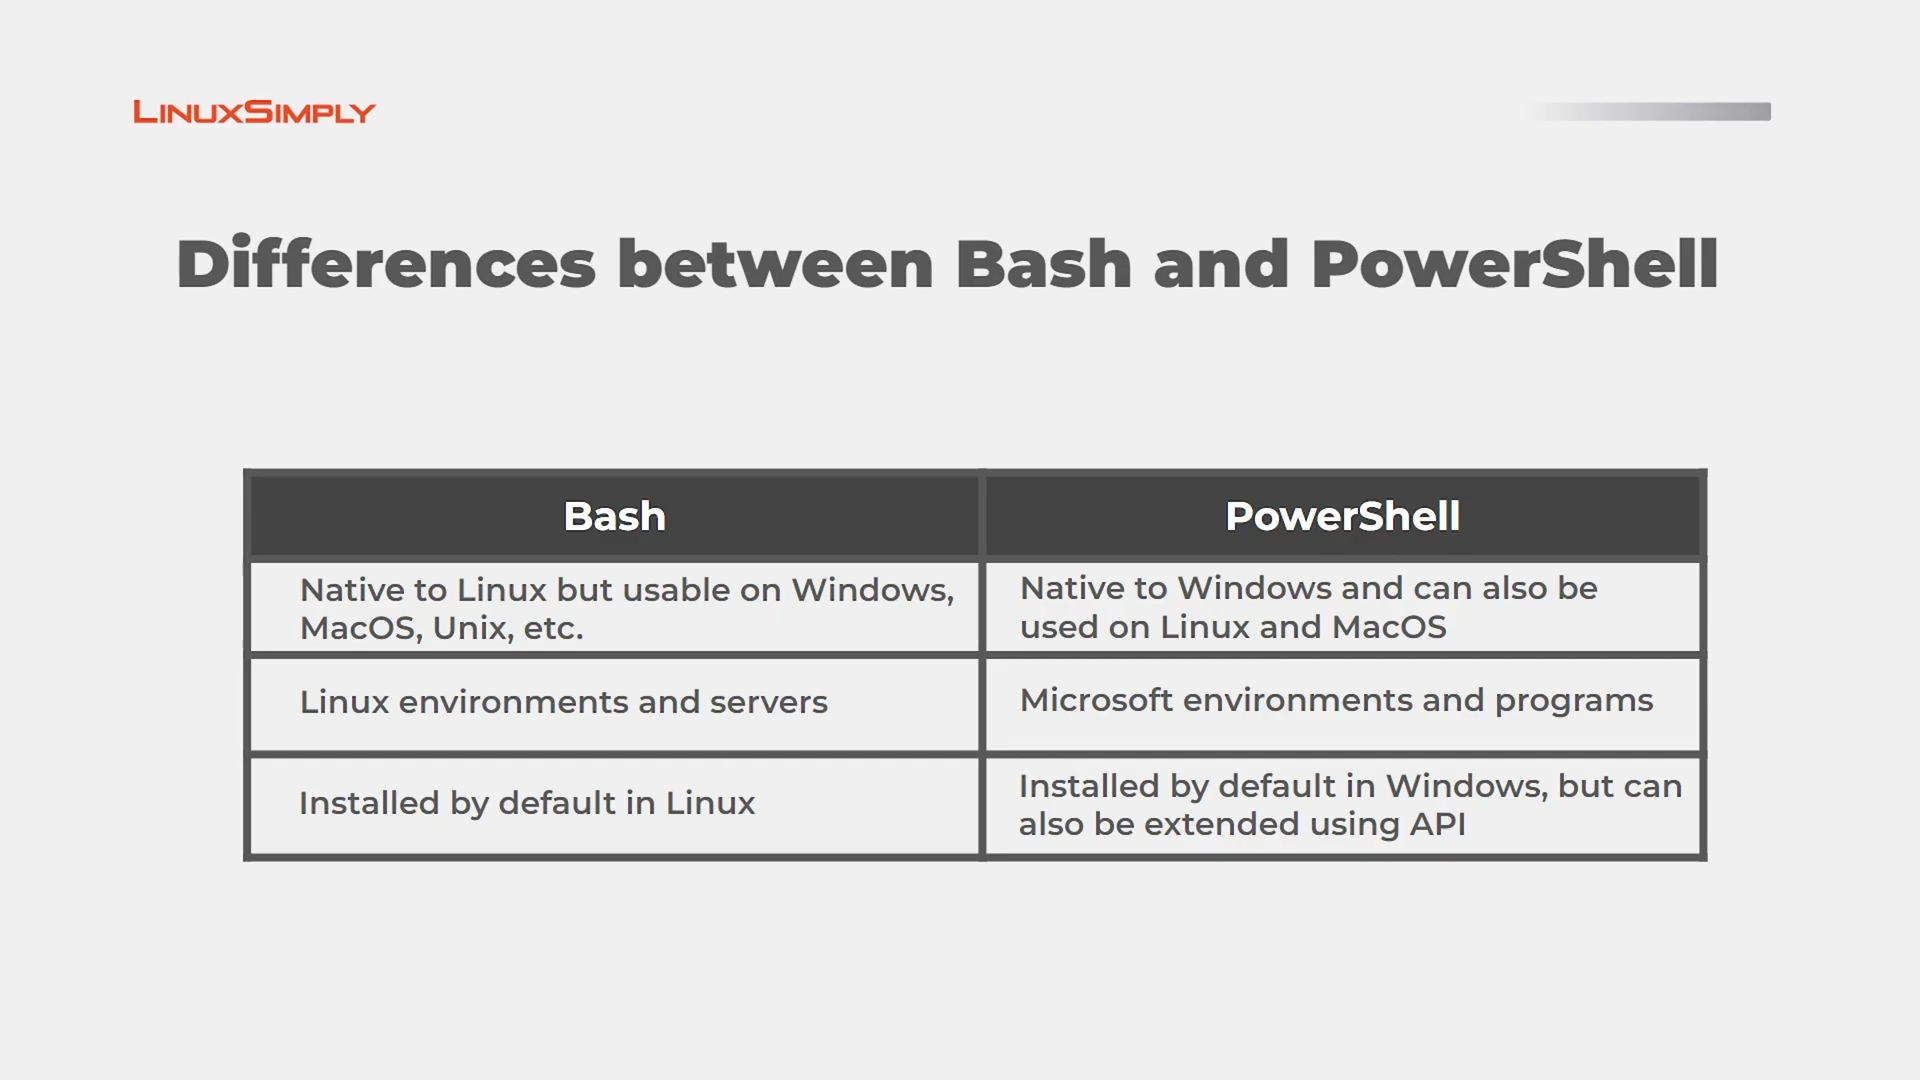 LinuxSimply
Differences between Bash and PowerShell
Bash
PowerShell
Native to Linux but usable on Windows,
MacOS, Unix, etc.
Native to Windows and can also be
used on Linux and MacOS
Linux environments and servers
Microsoft environments and programs
Installed by default in Linux
Installed by default in Windows, but can
also be extended using API